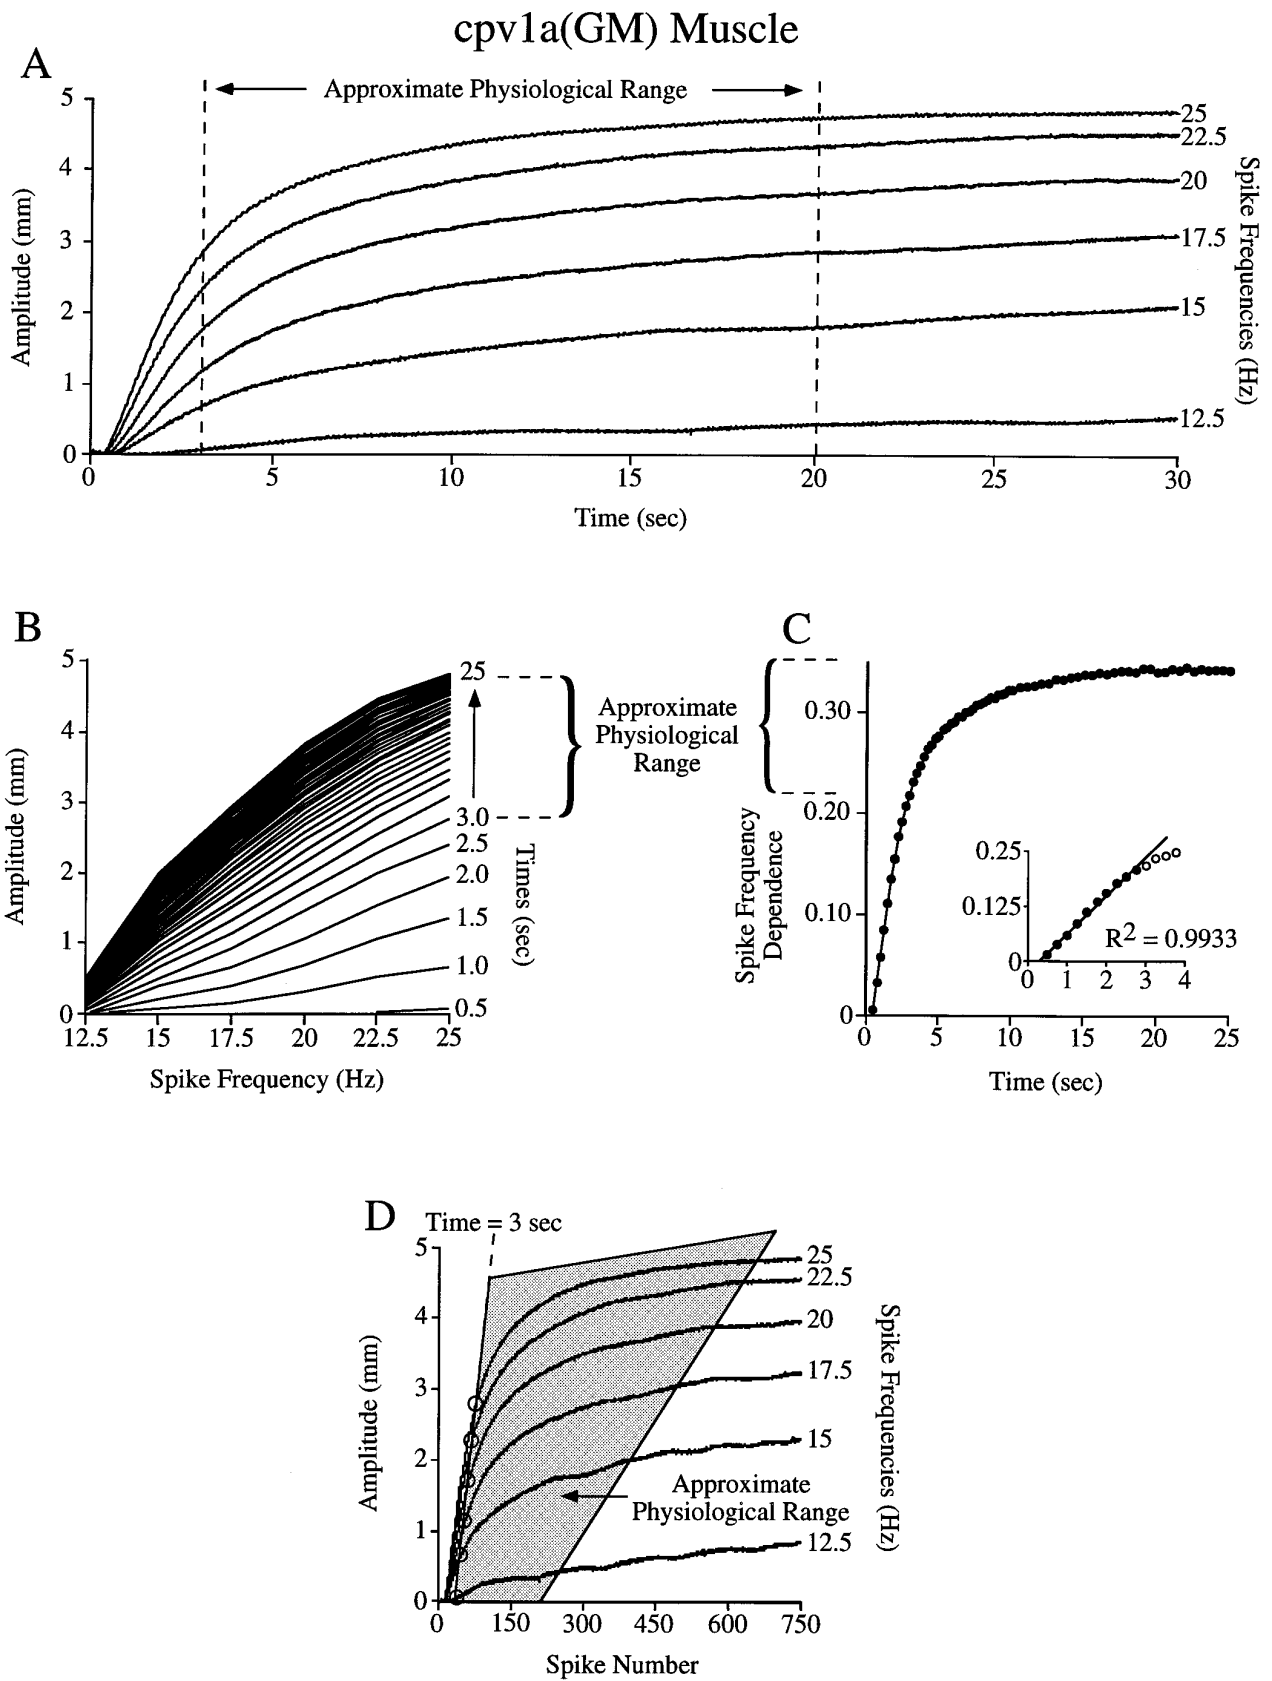 cpv1a(GM) Muscle
A
Approximate Physiological Range
5
4
3
2
1
0
Amplitude (mm)
25
22.5
20
17.5
15
12.5
Spike Frequencies (Hz)
0 5 10 15 20 25 30
Time (sec)
B
5
4
3
2
1
0
Amplitude (mm)
25
3.0
2.5
2.0
1.5
1.0
0.5
Times (sec)
12.5 15 17.5 20 22.5 25
Spike Frequency (Hz)
Approximate
Physiological
Range
C
0.30
0.20
0.10
0
Spike Frequency
Dependence
0.25
0.125
0
R² = 0.9933
0 1 2 3 4
0 5 10 15 20 25
Time (sec)
D
Time = 3 sec
5
4
3
2
1
0
Amplitude (mm)
25
22.5
20
17.5
15
12.5
Spike Frequencies (Hz)
Approximate
Physiological Range
0 150 300 450 600 750
Spike Number